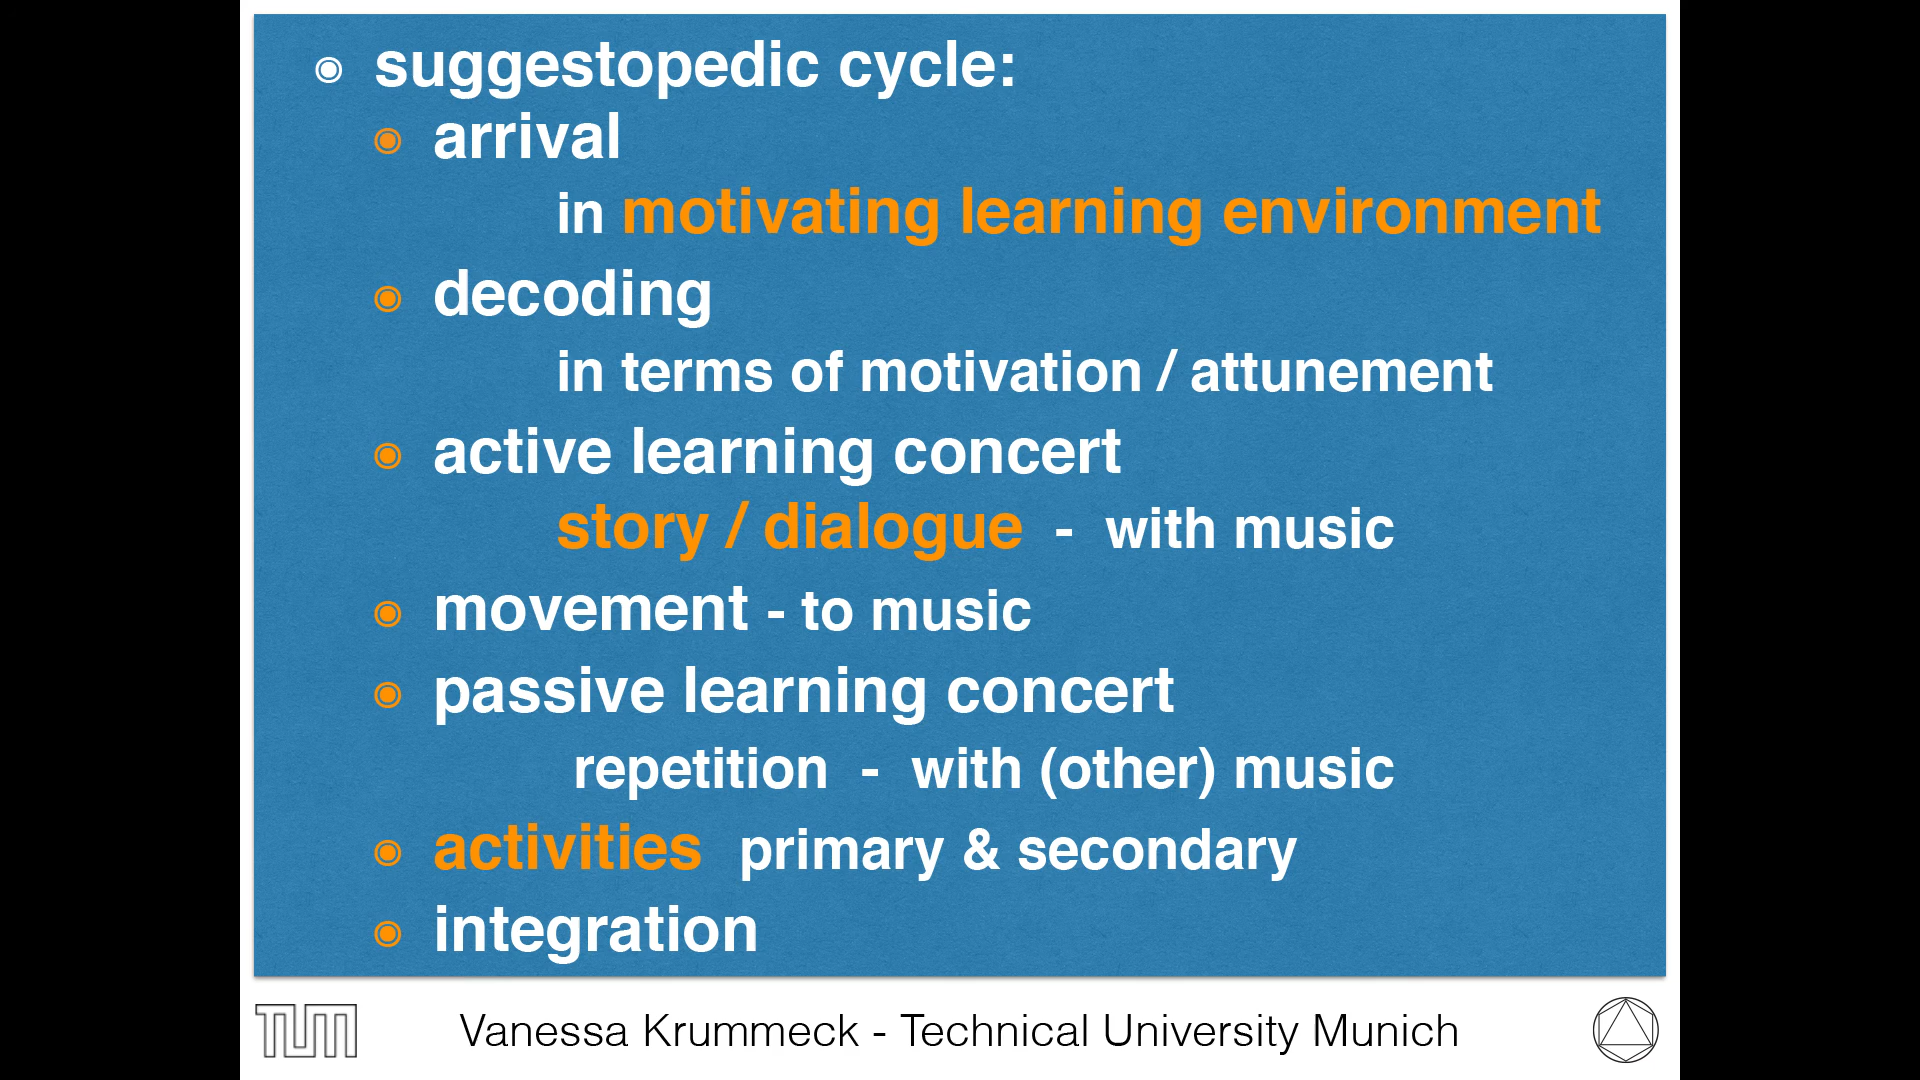 suggestopedic cycle:
arrival
in motivating learning environment
decoding
in terms of motivation / attunement
active learning concert
story / dialogue - with music
movement - to music
passive learning concert
repetition - with (other) music
activities primary & secondary
integration
TUM Vanessa Krummeck - Technical University Munich